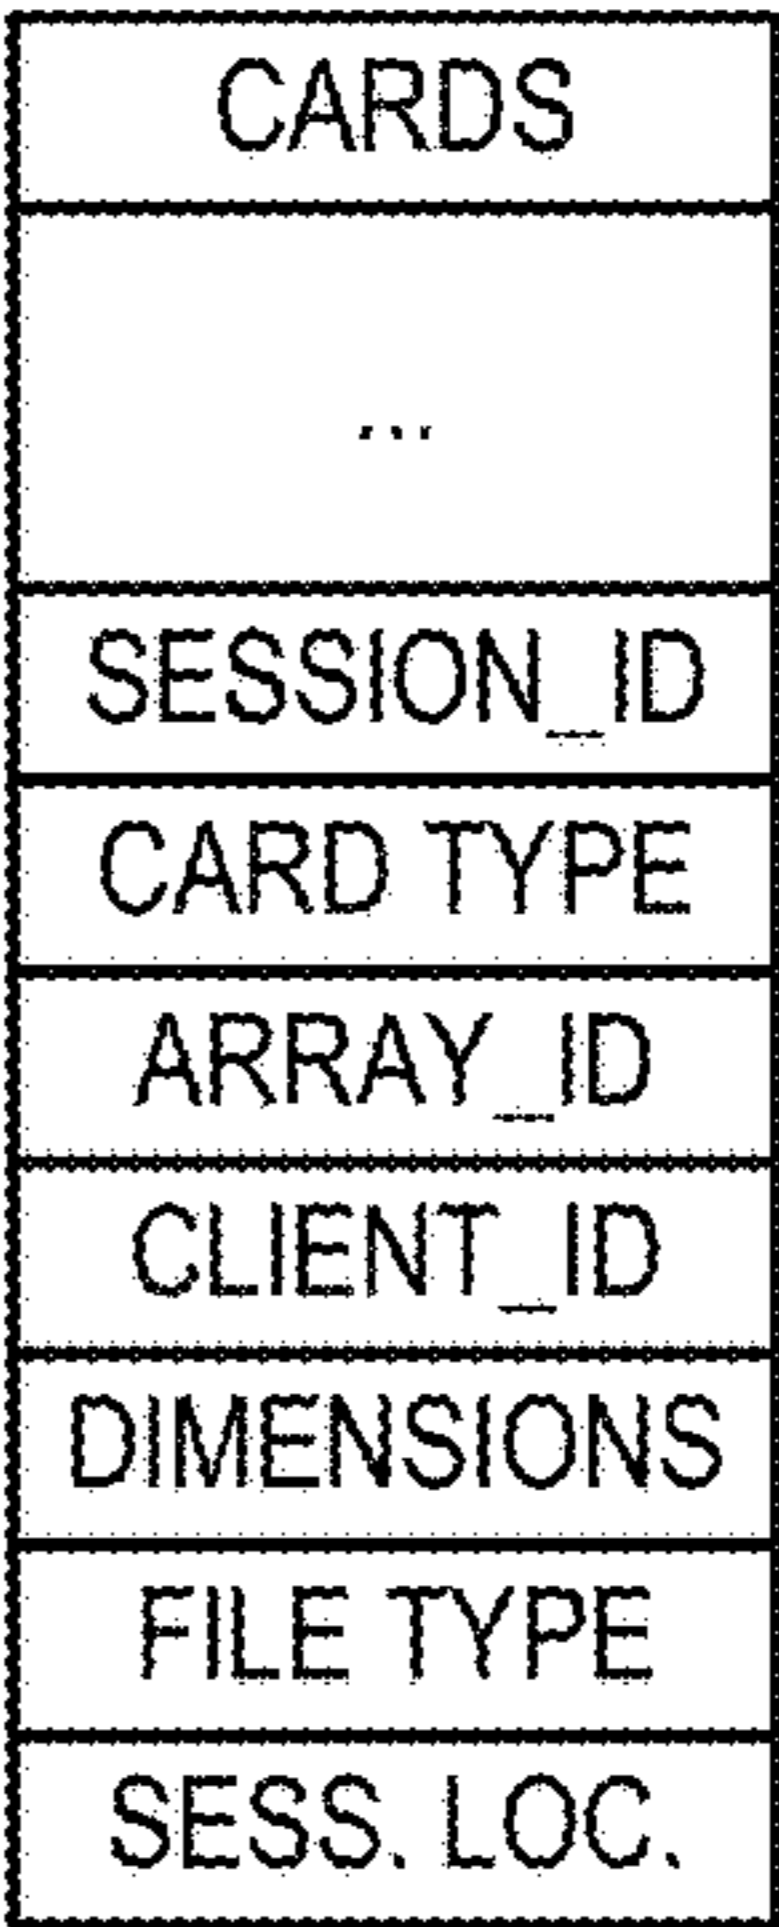 CARDS
...
SESSION_ID
CARD TYPE
ARRAY_ID
CLIENT_ID
DIMENSIONS
FILE TYPE
SESS. LOC.